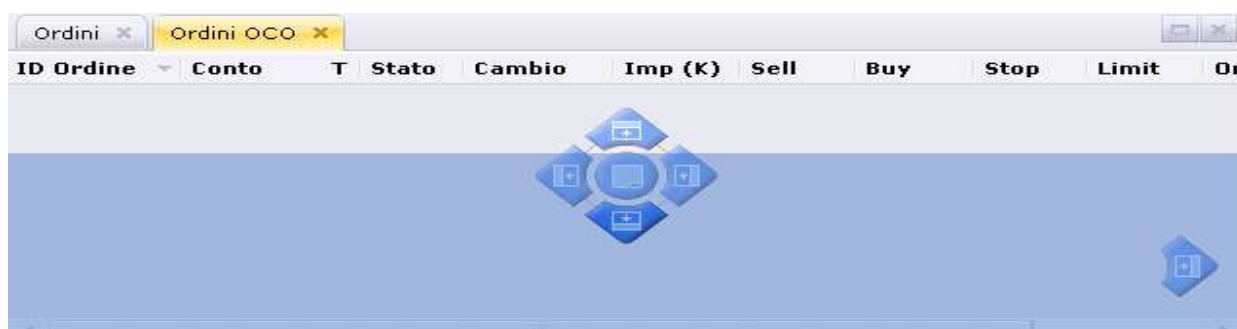 Ordini Ordini OCO
ID Ordine Conto T Stato Cambio Imp (K) Sell Buy Stop Limit